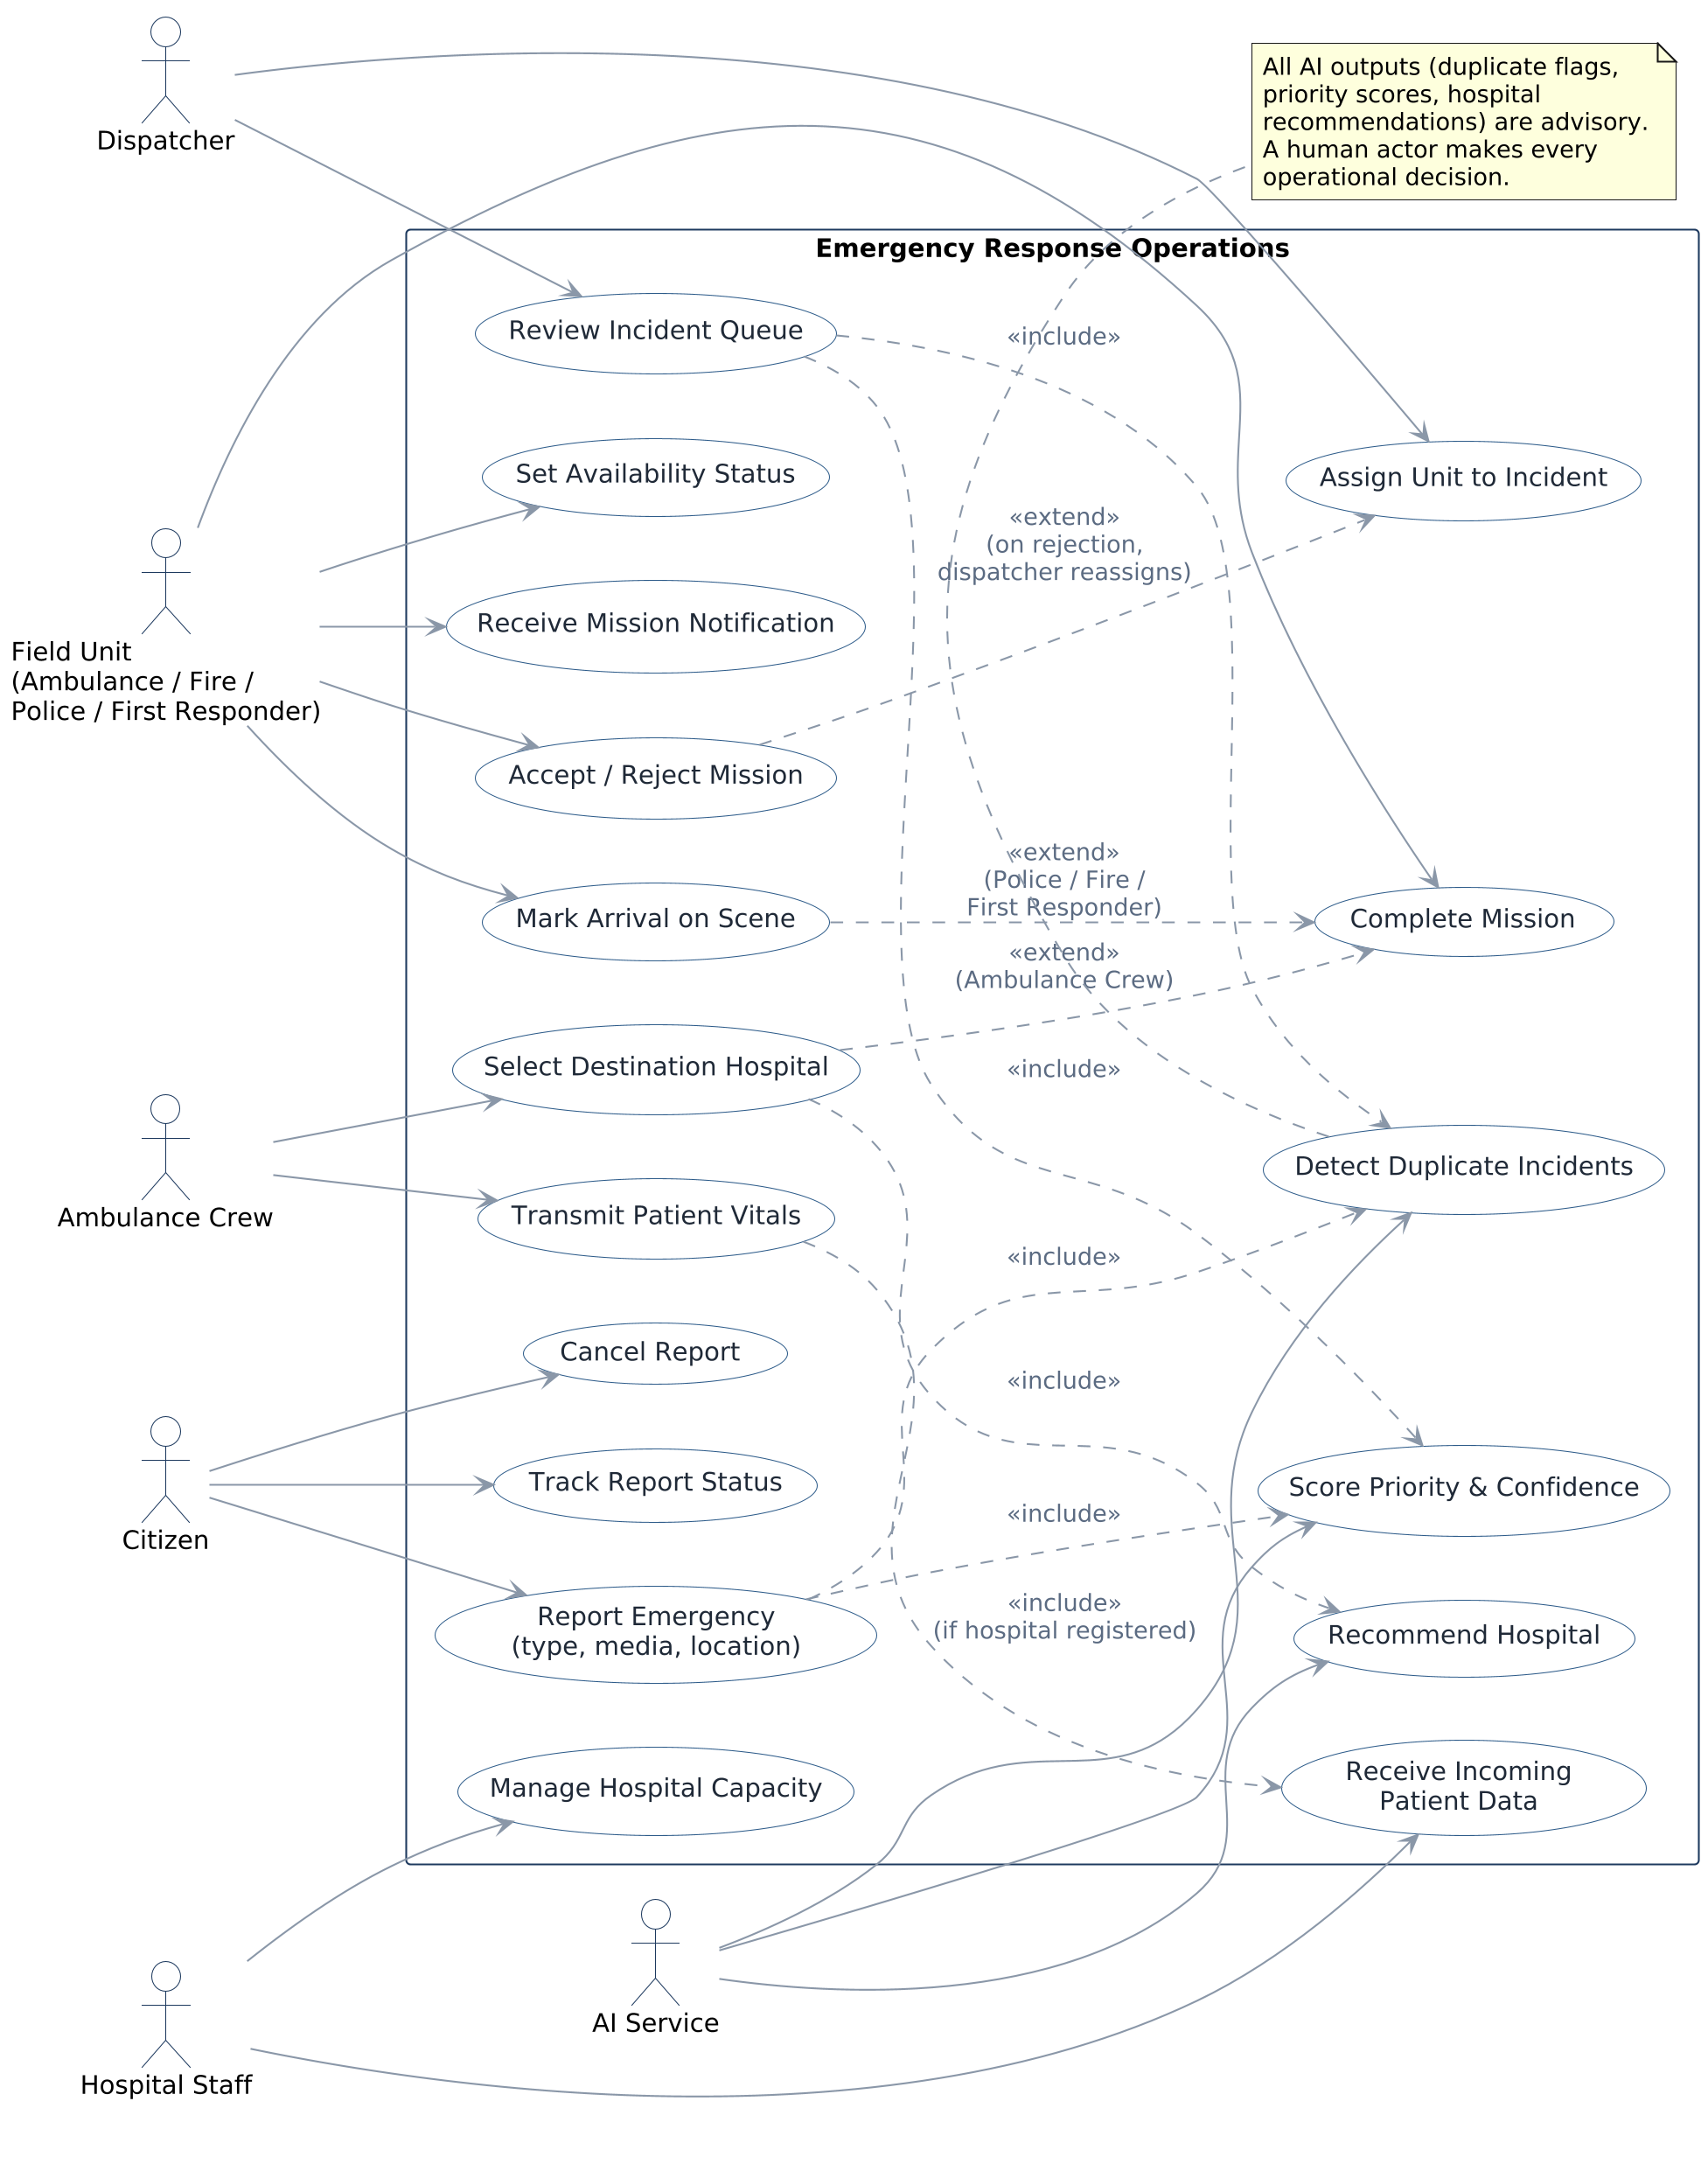 Dispatcher
All AI outputs (duplicate flags,
priority scores, hospital
recommendations) are advisory.
A human actor makes every
operational decision.
Emergency Response Operations
Review Incident Queue
«include»
Set Availability Status
Assign Unit to Incident
«extend»
(on rejection,
dispatcher reassigns)
Field Unit
(Ambulance / Fire /
Police / First Responder)
Receive Mission Notification
Accept / Reject Mission
«extend»
(Police / Fire /
First Responder)
Mark Arrival on Scene
Complete Mission
«extend»
(Ambulance Crew)
Select Destination Hospital
«include»
Detect Duplicate Incidents
Ambulance Crew
Transmit Patient Vitals
«include»
Cancel Report
«include»
Track Report Status
Score Priority & Confidence
Citizen
«include»
Report Emergency
(type, media, location)
«include»
(if hospital registered)
Recommend Hospital
Manage Hospital Capacity
Receive Incoming
Patient Data
AI Service
Hospital Staff